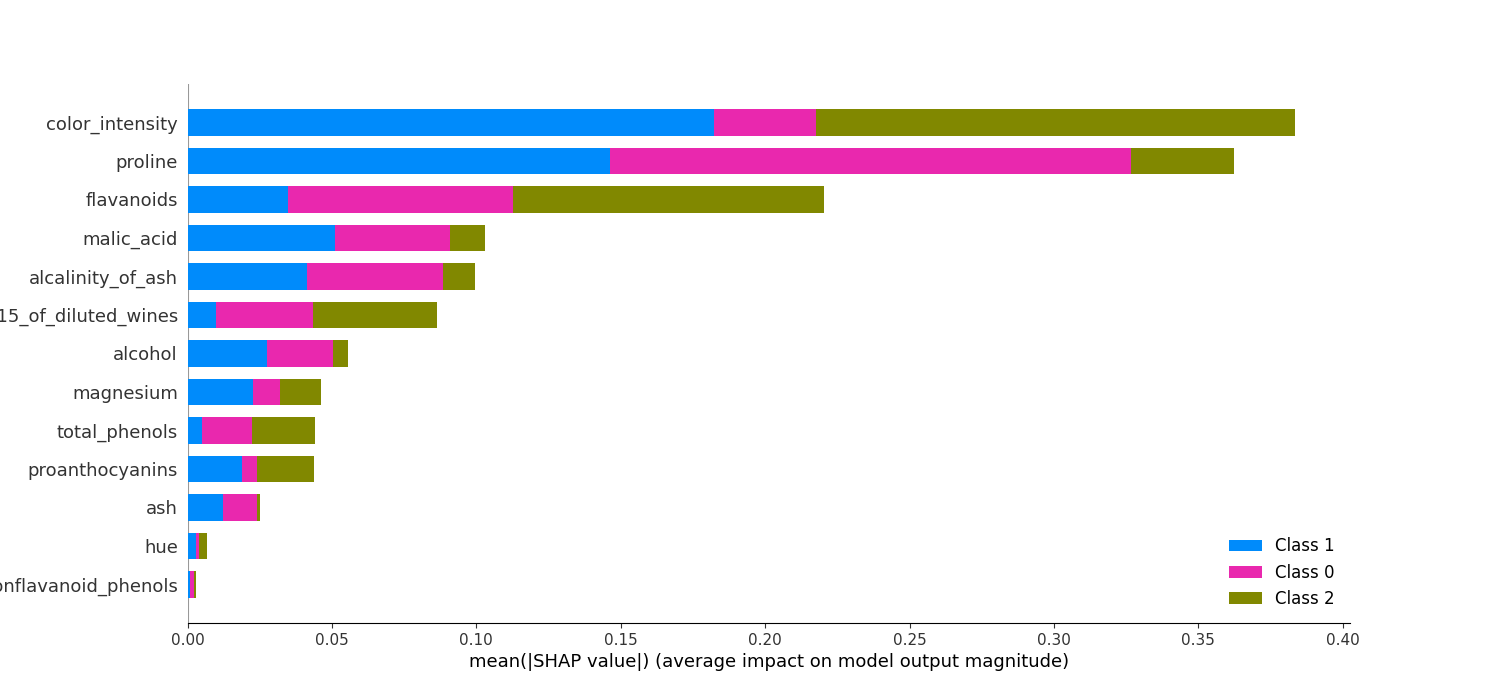 color_intensity
proline
flavanoids
malic_acid
alcalinity_of_ash
15_of_diluted_wines
alcohol
magnesium
total_phenols
proanthocyanins
ash
hue
nflavanoid_phenols
Class 1
Class 0
Class 2
0.00 0.05 0.10 0.15 0.20 0.25 0.30 0.35 0.40
mean(|SHAP value|) (average impact on model output magnitude)